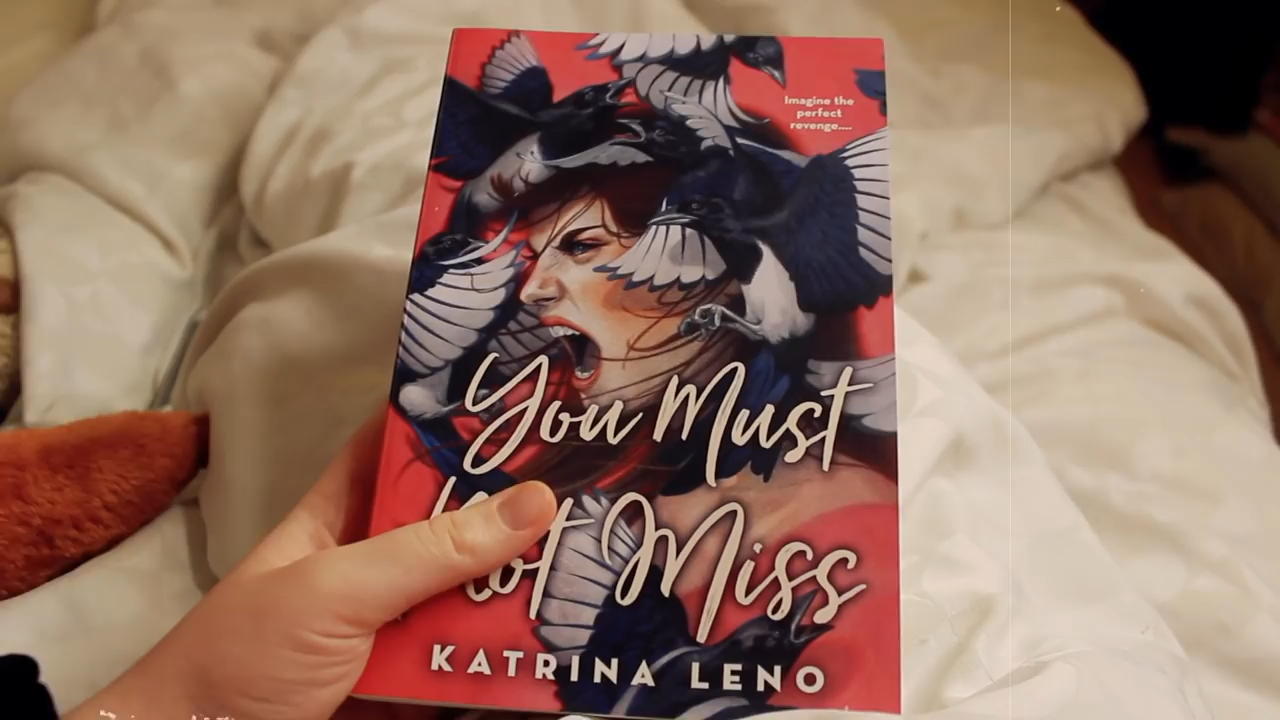 Imagine the
perfect
revenge....
You Must
Not Miss
KATRINA LENO